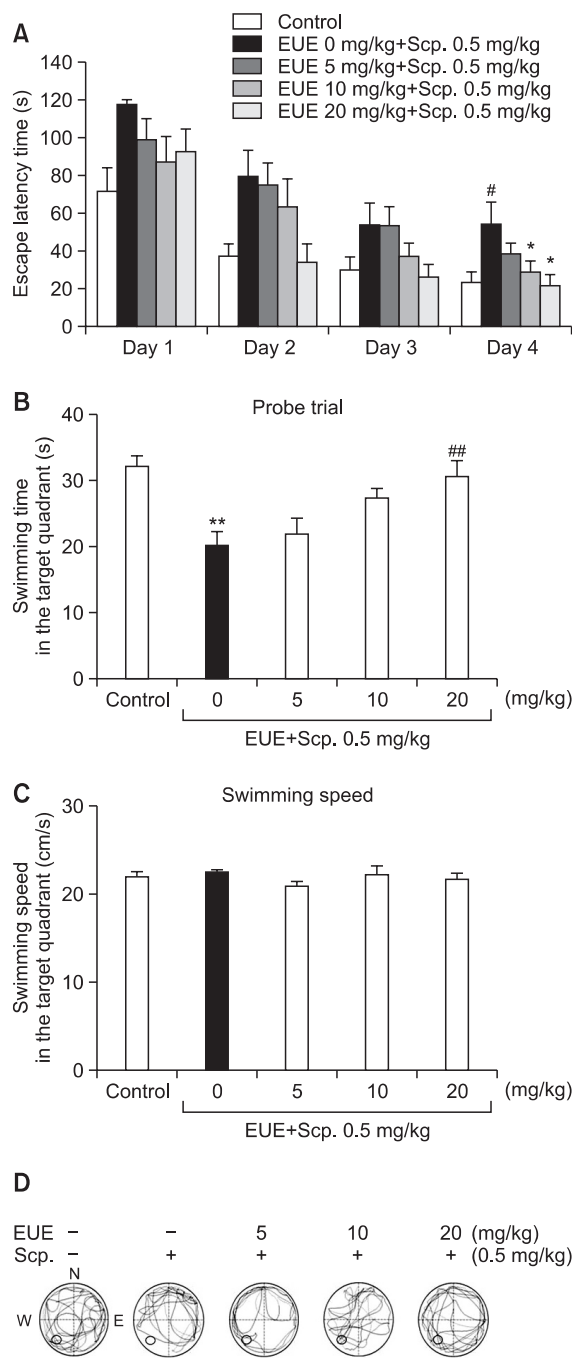 A
Control
EUE 0 mg/kg+Scp. 0.5 mg/kg
EUE 5 mg/kg+Scp. 0.5 mg/kg
EUE 10 mg/kg+Scp. 0.5 mg/kg
EUE 20 mg/kg+Scp. 0.5 mg/kg
Escape latency time (s)
140
120
100
80
60
40
20
0
#
*
*
Day 1 Day 2 Day 3 Day 4
B
Probe trial
Swimming time
in the target quadrant (s)
40
30
20
10
0
**
##
Control 0 5 10 20 (mg/kg)
EUE+Scp. 0.5 mg/kg
C
Swimming speed
Swimming speed
in the target quadrant (cm/s)
30
20
10
0
Control 0 5 10 20 (mg/kg)
EUE+Scp. 0.5 mg/kg
D
EUE − − 5 10 20 (mg/kg)
Scp. − + + + + (0.5 mg/kg)
N
W E